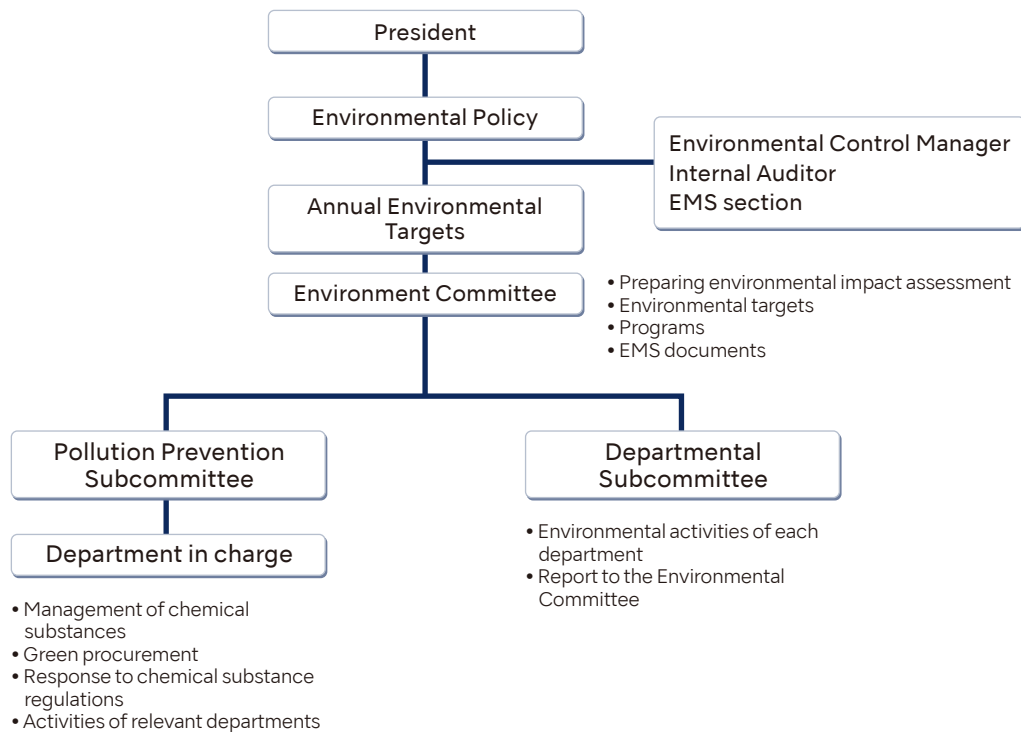 President
Environmental Policy
Environmental Control Manager
Internal Auditor
EMS section
Annual Environmental
Targets
Environment Committee
• Preparing environmental impact assessment
• Environmental targets
• Programs
• EMS documents
Pollution Prevention
Subcommittee
Departmental
Subcommittee
Department in charge
• Environmental activities of each
department
• Report to the Environmental
Committee
• Management of chemical
substances
• Green procurement
• Response to chemical substance
regulations
• Activities of relevant departments